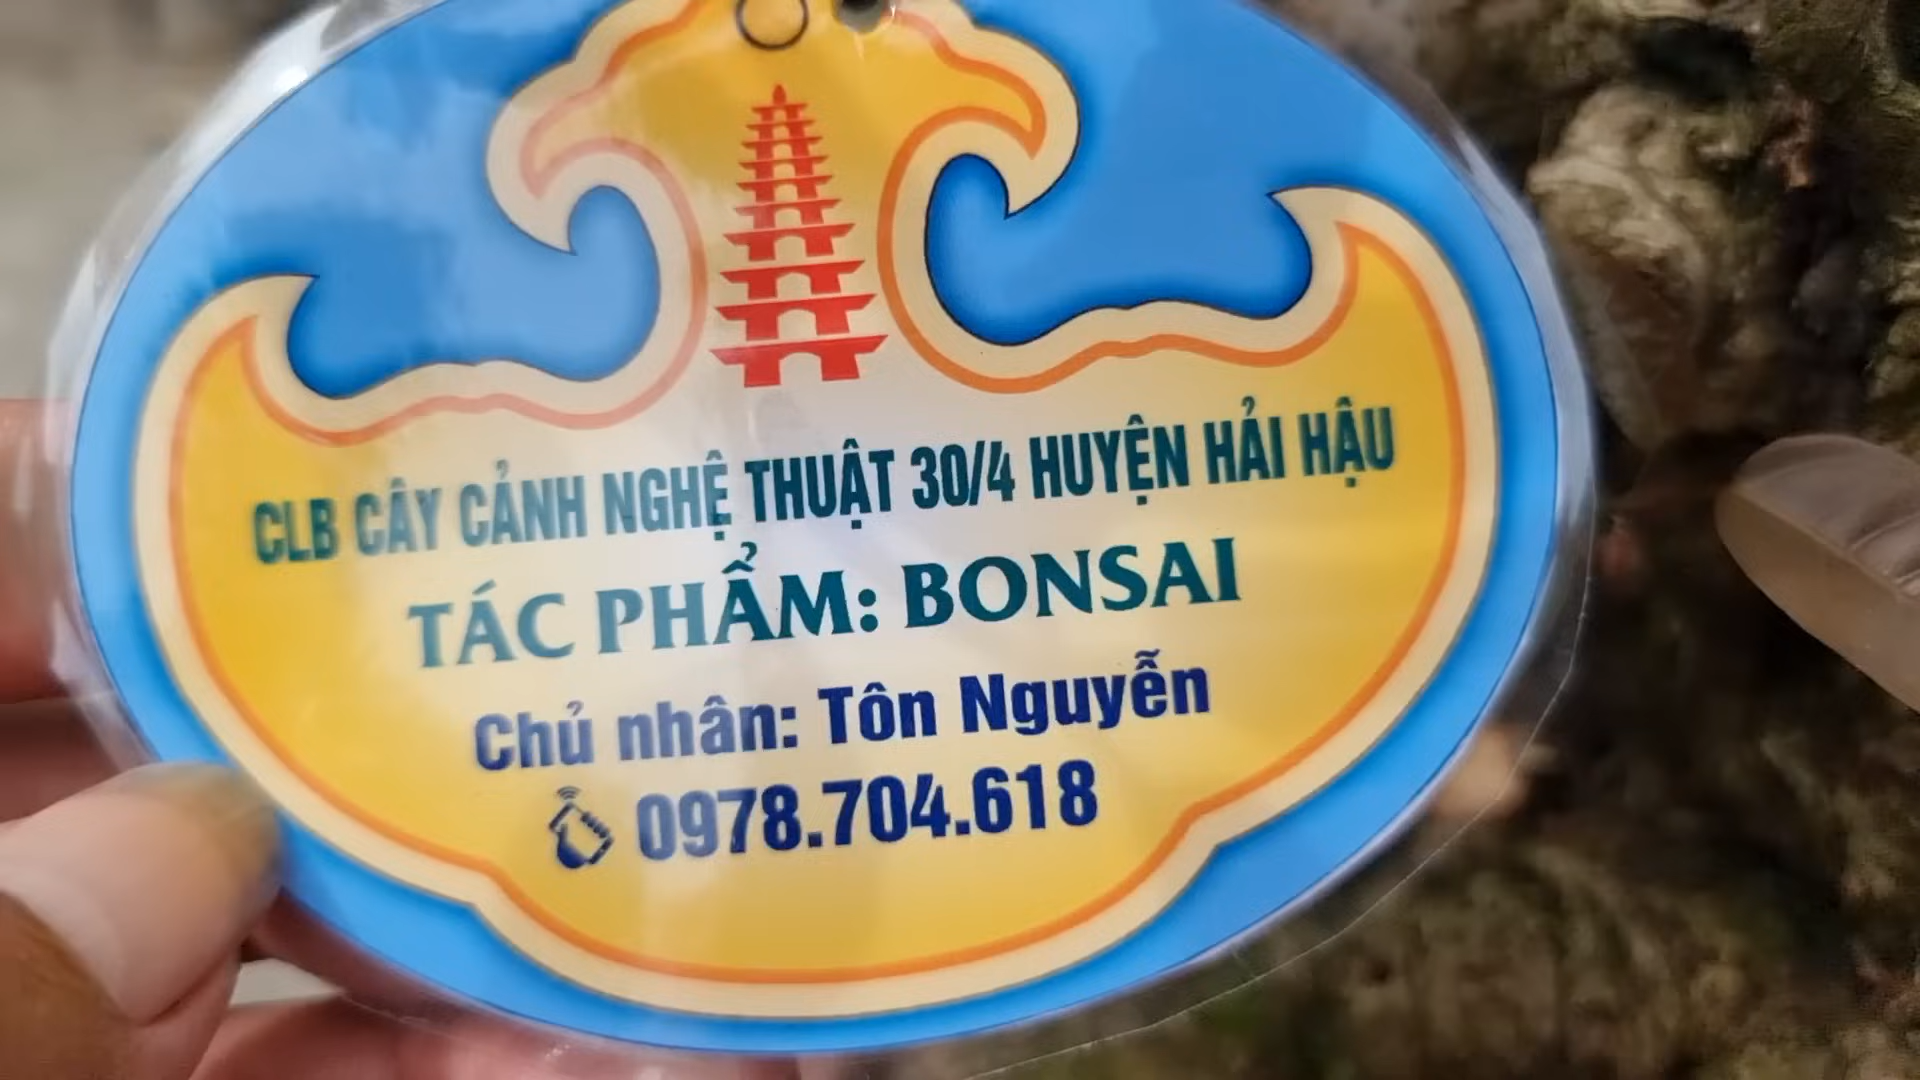 CLB CÂY CẢNH NGHỆ THUẬT 30/4 HUYỆN HẢI HẬU
TÁC PHẨM: BONSAI
Chủ nhân: Tôn Nguyễn
0978.704.618